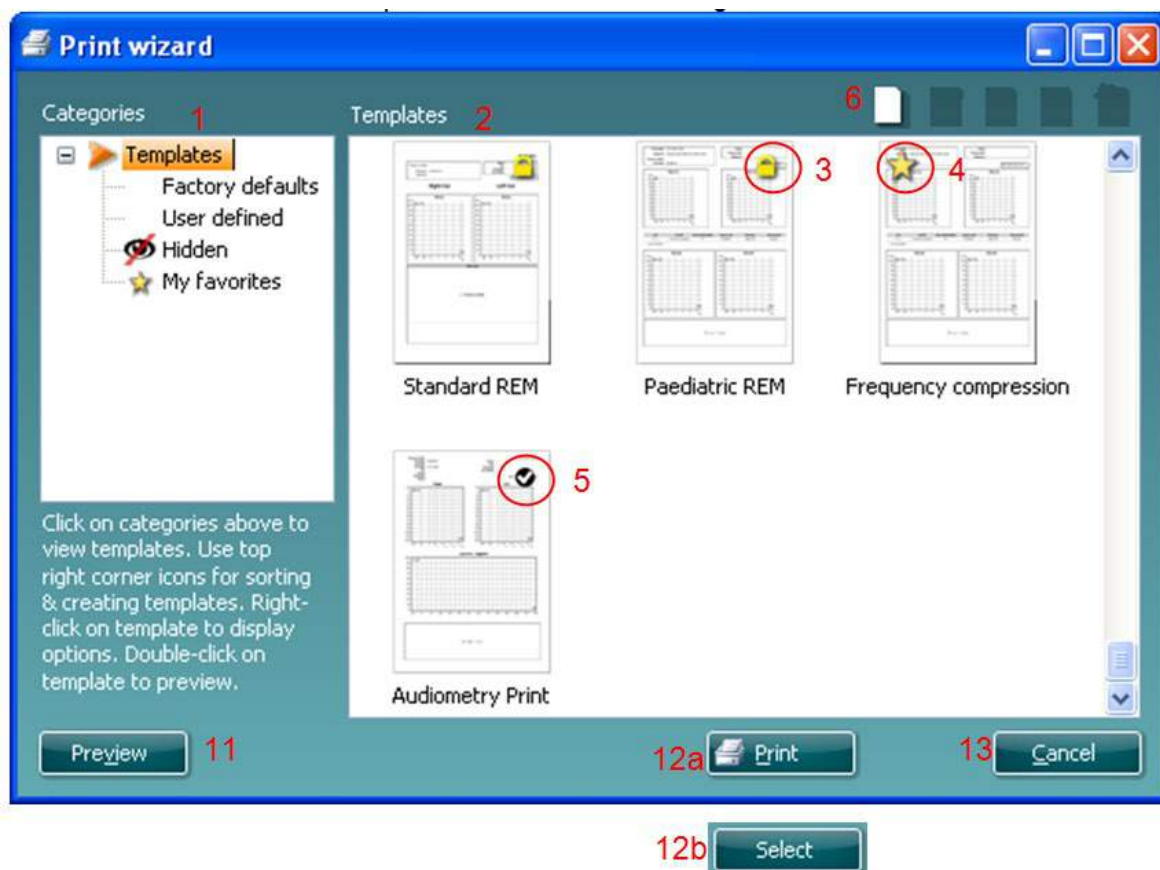 Print wizard
Categories 1
Templates 2
6
Templates
Factory defaults
User defined
Hidden
My favorites
3
4
Standard REM
Paediatric REM
Frequency compression
5
Audiometry Print
Click on categories above to
view templates. Use top
right corner icons for sorting
& creating templates. Right-
click on template to display
options. Double-click on
template to preview.
Preview 11
12a Print
13 Cancel
12b Select